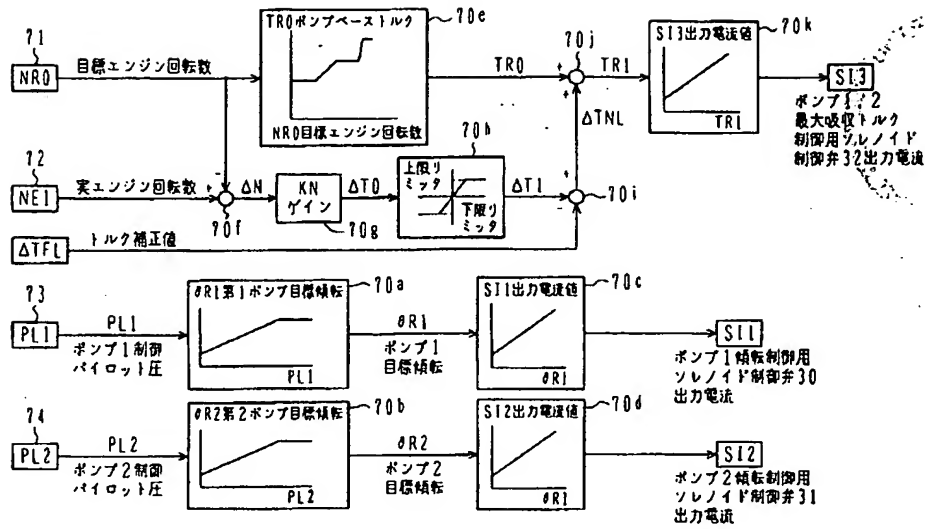 71
NR0
目標エンジン回転数
TR0ポンプベーストルク
NR0目標エンジン回転数
70e
TR0
+
+
70j
TR1
SI3出力電流値
TR1
70k
SI3
ポンプ1, 2
最大吸収トルク
制御用ソレノイド
制御弁32出力電流
ΔTNL
72
NE1
実エンジン回転数
+
-
70f
ΔN
KN
ゲイン
70g
ΔT0
上限リ
ミッタ
下限リ
ミッタ
70h
ΔT1
+
-
70i
ΔTFL
トルク補正値
73
PL1
PL1
ポンプ1制御
パイロット圧
θR1第1ポンプ目標傾転
PL1
70a
θR1
ポンプ1
目標傾転
SI1出力電流値
θR1
70c
SI1
ポンプ1傾転制御用
ソレノイド制御弁30
出力電流
74
PL2
PL2
ポンプ2制御
パイロット圧
θR2第2ポンプ目標傾転
PL2
70b
θR2
ポンプ2
目標傾転
SI2出力電流値
θR1
70d
SI2
ポンプ2傾転制御用
ソレノイド制御弁31
出力電流